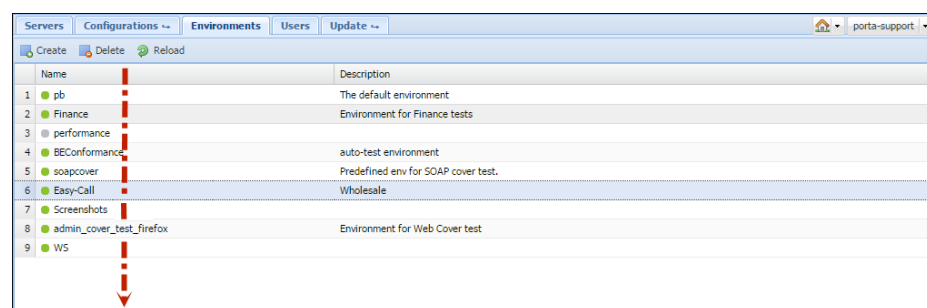 Servers Configurations Environments Users Update porta-support
Create Delete Reload
Name Description
1 pb The default environment
2 Finance Environment for Finance tests
3 performance
4 BEConformance auto-test environment
5 soapcover Predefined env for SOAP cover test.
6 Easy-Call Wholesale
7 Screenshots
8 admin_cover_test_firefox Environment for Web Cover test
9 WS